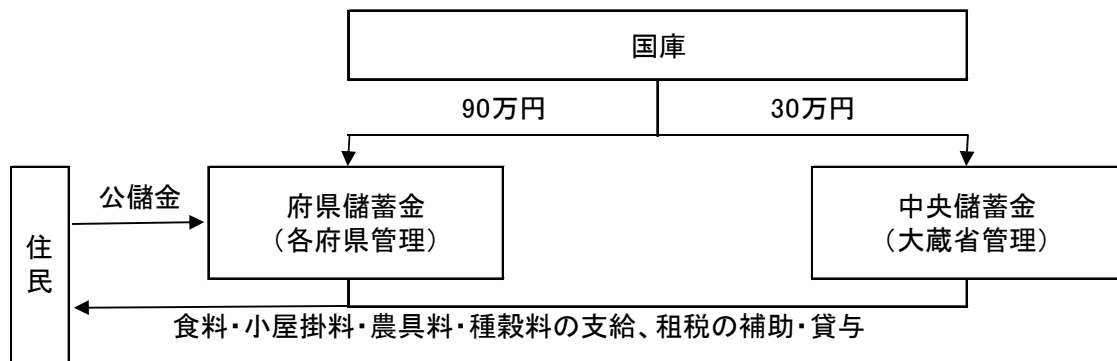 国庫
90万円
30万円
公儲金
府県儲蓄金
（各府県管理）
中央儲蓄金
（大蔵省管理）
住民
食料・小屋掛料・農具料・種穀料の支給、租税の補助・貸与